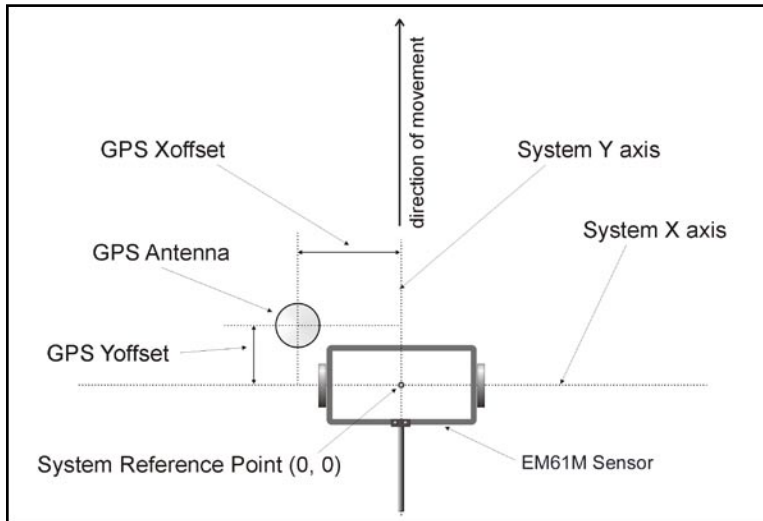 direction of movement
GPS Xoffset
System Y axis
System X axis
GPS Antenna
GPS Yoffset
System Reference Point (0, 0)
EM61M Sensor